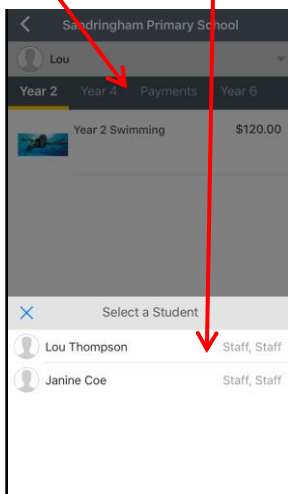 Sandringham Primary School
Lou
Year 2 Year 4 Payments Year 6
Year 2 Swimming $120.00
Select a Student
Lou Thompson Staff, Staff
Janine Coe Staff, Staff